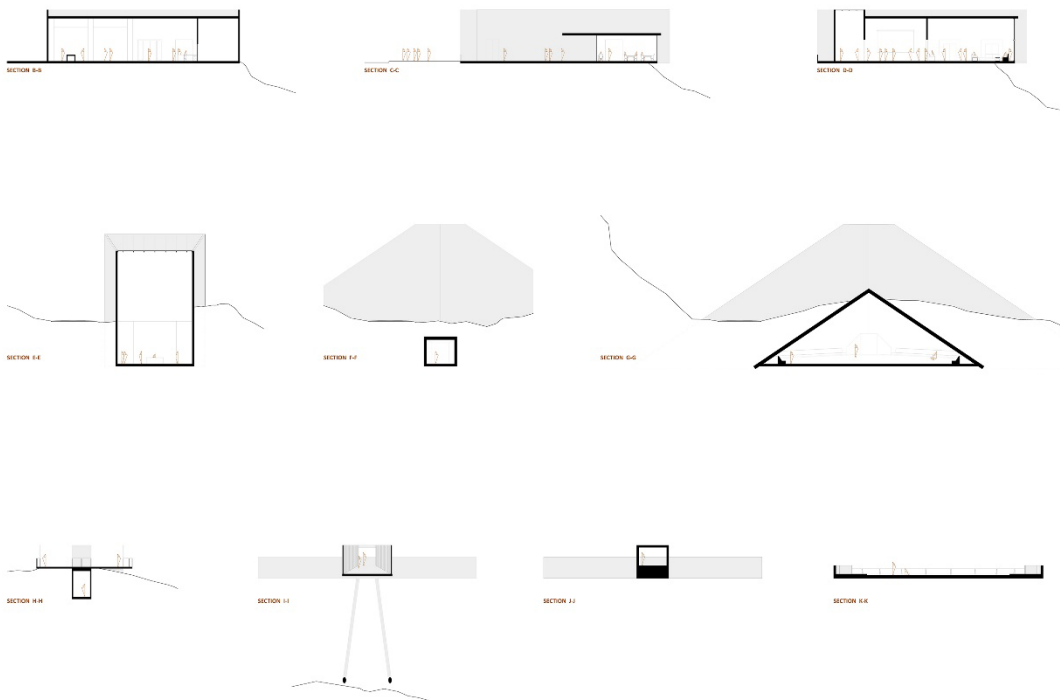 SECTION B-B
SECTION C-C
SECTION D-D
SECTION E-E
SECTION F-F
SECTION G-G
SECTION H-H
SECTION I-I
SECTION J-J
SECTION K-K